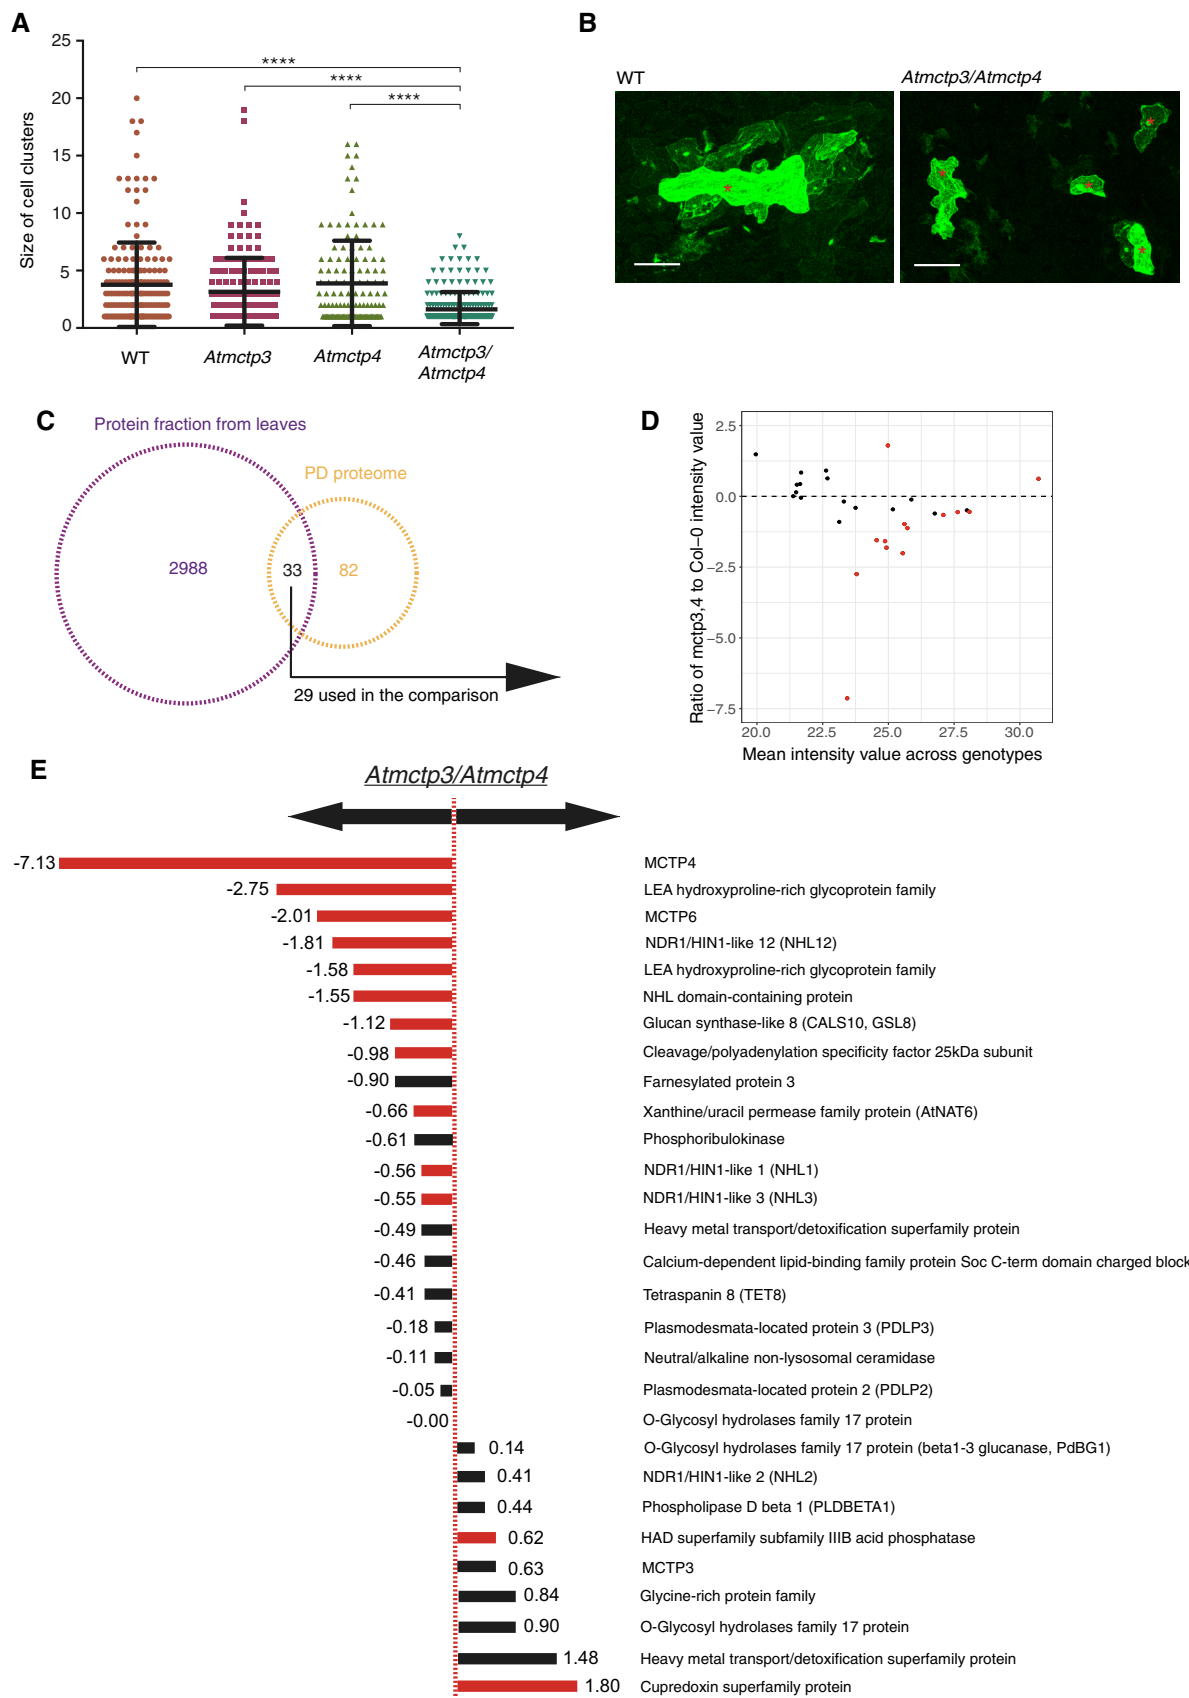 A
25
20
15
10
5
0
Size of cell clusters
****
****
****
WT
Atmctp3
Atmctp4
Atmctp3/
Atmctp4
B
WT
Atmctp3/Atmctp4
*
*
*
*
*
C
Protein fraction from leaves
PD proteome
2988
33
82
29 used in the comparison
D
Ratio of mctp3,4 to Col−0 intensity value
2.5
0.0
−2.5
−5.0
−7.5
20.0
22.5
25.0
27.5
30.0
Mean intensity value across genotypes
E
Atmctp3/Atmctp4
-7.13 MCTP4
-2.75 LEA hydroxyproline-rich glycoprotein family
-2.01 MCTP6
-1.81 NDR1/HIN1-like 12 (NHL12)
-1.58 LEA hydroxyproline-rich glycoprotein family
-1.55 NHL domain-containing protein
-1.12 Glucan synthase-like 8 (CALS10, GSL8)
-0.98 Cleavage/polyadenylation specificity factor 25kDa subunit
-0.90 Farnesylated protein 3
-0.66 Xanthine/uracil permease family protein (AtNAT6)
-0.61 Phosphoribulokinase
-0.56 NDR1/HIN1-like 1 (NHL1)
-0.55 NDR1/HIN1-like 3 (NHL3)
-0.49 Heavy metal transport/detoxification superfamily protein
-0.46 Calcium-dependent lipid-binding family protein Soc C-term domain charged block
-0.41 Tetraspanin 8 (TET8)
-0.18 Plasmodesmata-located protein 3 (PDLP3)
-0.11 Neutral/alkaline non-lysosomal ceramidase
-0.05 Plasmodesmata-located protein 2 (PDLP2)
-0.00 O-Glycosyl hydrolases family 17 protein
0.14 O-Glycosyl hydrolases family 17 protein (beta1-3 glucanase, PdBG1)
0.41 NDR1/HIN1-like 2 (NHL2)
0.44 Phospholipase D beta 1 (PLDBETA1)
0.62 HAD superfamily subfamily IIIB acid phosphatase
0.63 MCTP3
0.84 Glycine-rich protein family
0.90 O-Glycosyl hydrolases family 17 protein
1.48 Heavy metal transport/detoxification superfamily protein
1.80 Cupredoxin superfamily protein